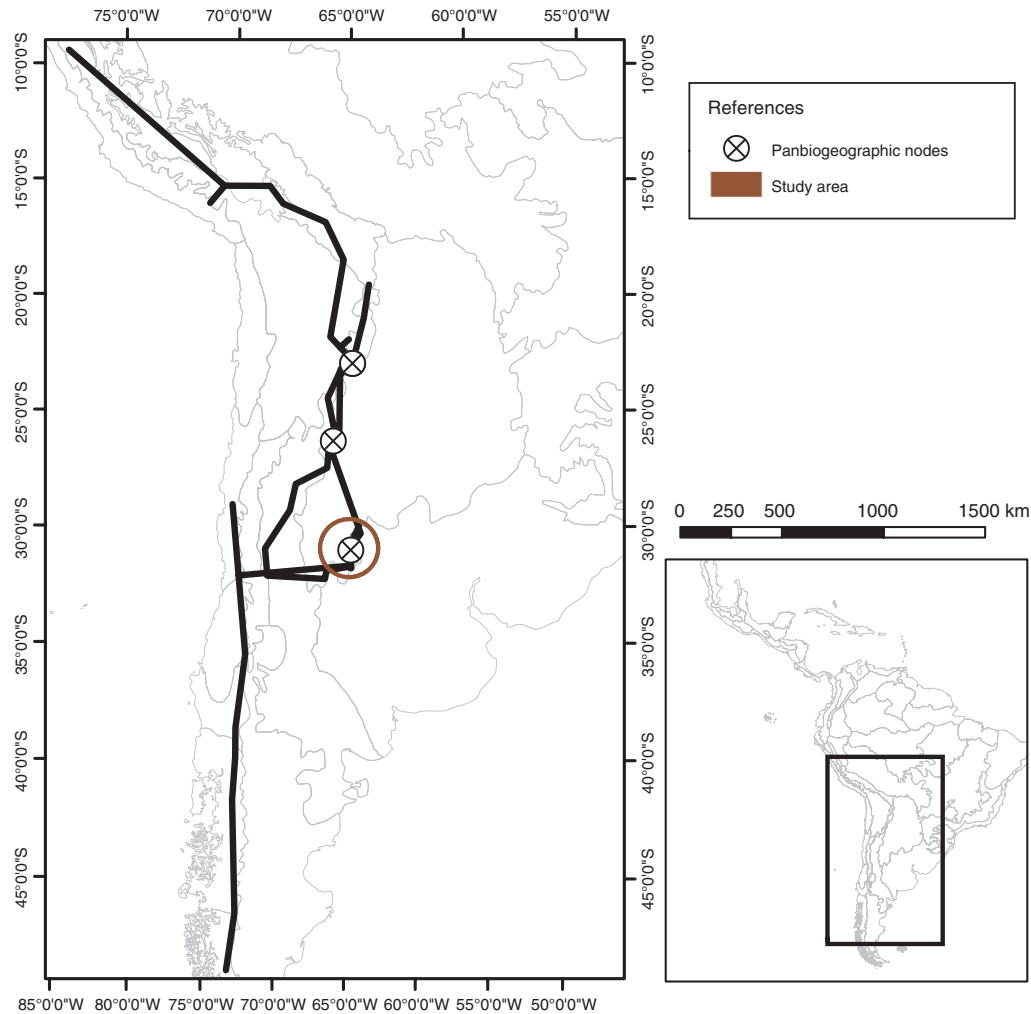 75°0'0"W 70°0'0"W 65°0'0"W 60°0'0"W 55°0'0"W
10°0'0"S
15°0'0"S
20°0'0"S
25°0'0"S
30°0'0"S
35°0'0"S
40°0'0"S
45°0'0"S
10°0'0"S
15°0'0"S
20°0'0"S
25°0'0"S
30°0'0"S
35°0'0"S
40°0'0"S
45°0'0"S
85°0'0"W 80°0'0"W 75°0'0"W 70°0'0"W 65°0'0"W 60°0'0"W 55°0'0"W 50°0'0"W
References
Panbiogeographic nodes
Study area
0 250 500 1000 1500 km